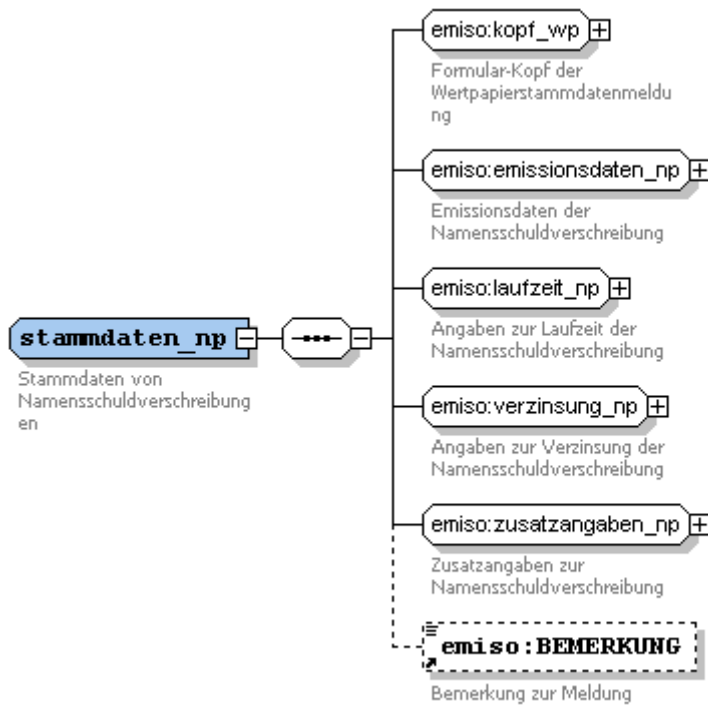 emiso:kopf_wp
Formular-Kopf der
Wertpapierstammdatenmeldu
ng
emiso:emissionsdaten_np
Emissionsdaten der
Namensschuldverschreibung
emiso:laufzeit_np
Angaben zur Laufzeit der
Namensschuldverschreibung
stammdaten_np
Stammdaten von
Namensschuldverschreibung
en
emiso:verzinsung_np
Angaben zur Verzinsung der
Namensschuldverschreibung
emiso:zusatzangaben_np
Zusatzangaben zur
Namensschuldverschreibung
emiso:BEMERKUNG
Bemerkung zur Meldung